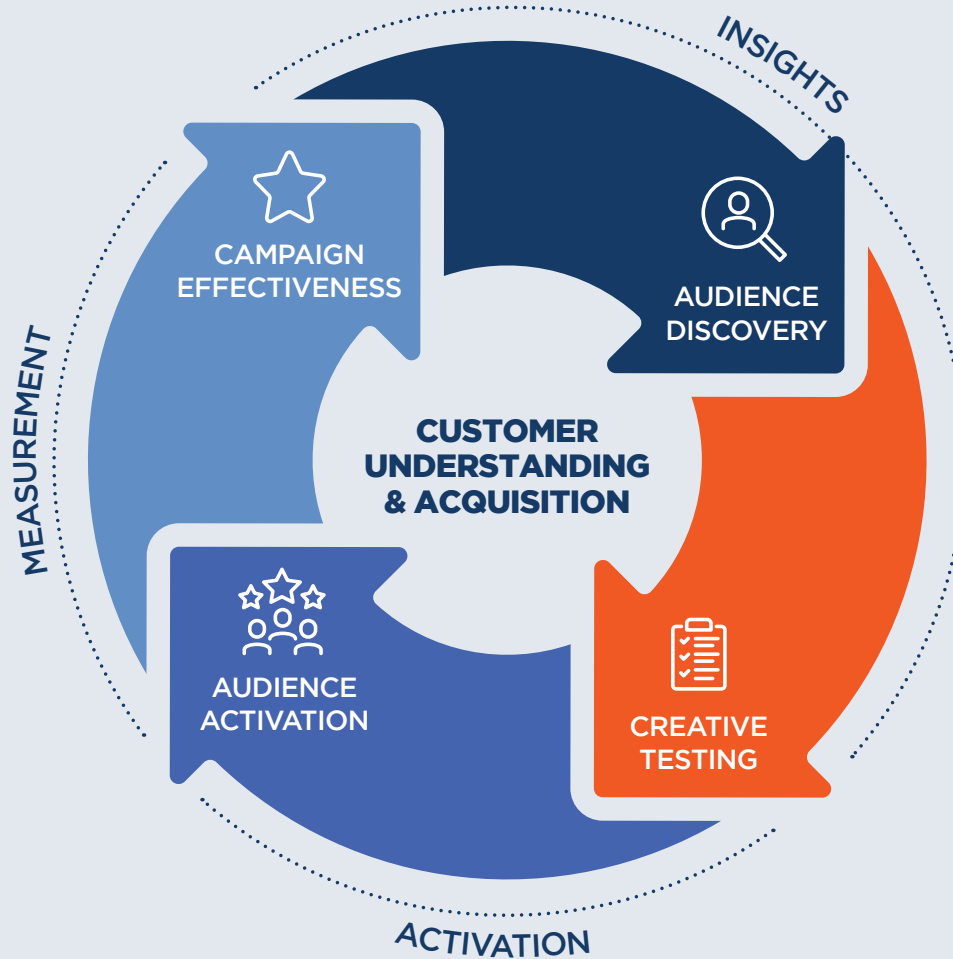 INSIGHTS
CAMPAIGN
EFFECTIVENESS
AUDIENCE
DISCOVERY
MEASUREMENT
CUSTOMER
UNDERSTANDING
& ACQUISITION
AUDIENCE
ACTIVATION
CREATIVE
TESTING
ACTIVATION